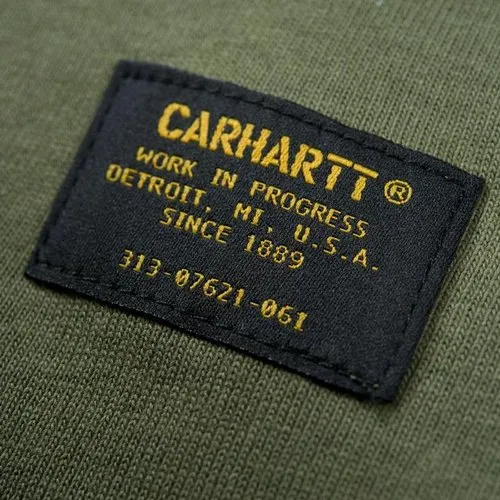 CARHARTT®
WORK IN PROGRESS
DETROIT, MI, U.S.A.
SINCE 1889
313-07621-061